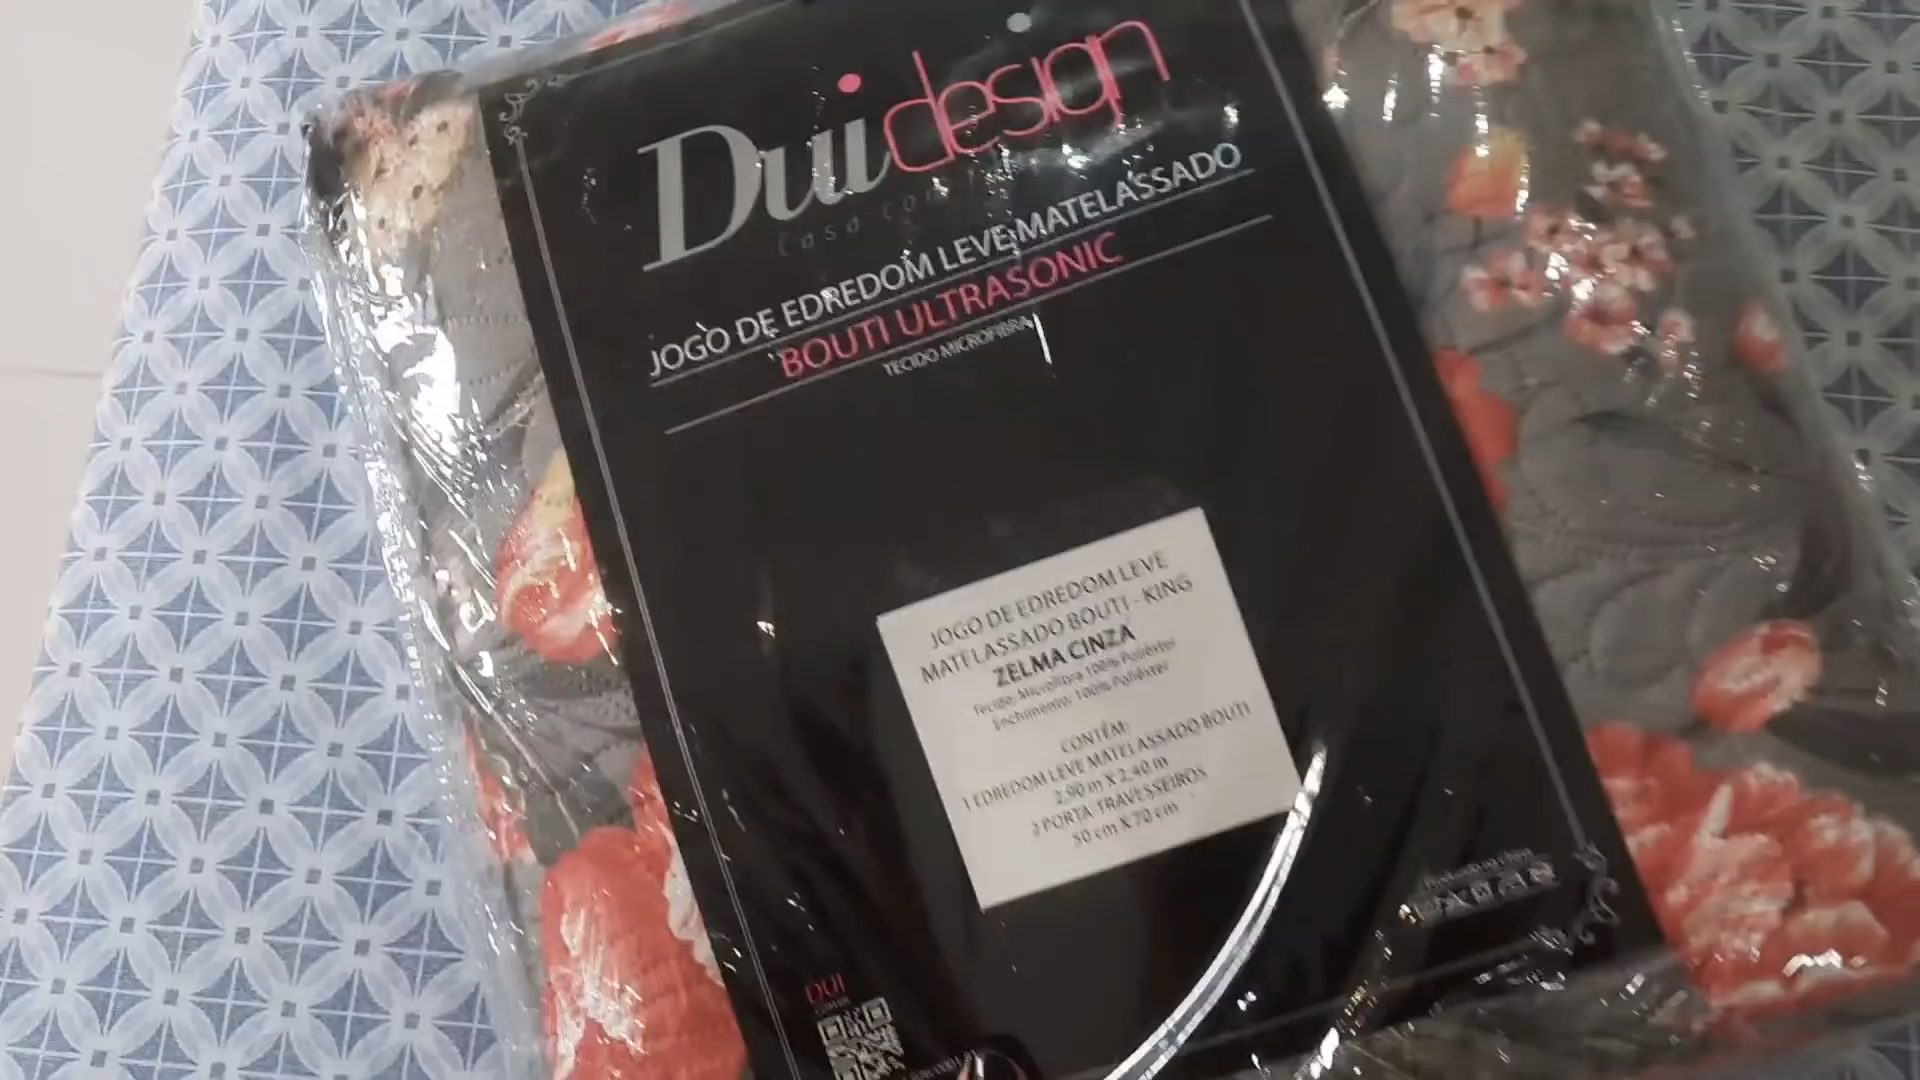 Dui design
Casa com
JOGO DE EDREDOM LEVE MATELASSADO
BOUTI ULTRASONIC
TECIDO MICROFIBRA
JOGO DE EDREDOM LEVE
MATELASSADO BOUTI - KING
ZELMA CINZA
Tecido: Microfibra 100% Poliéster
Enchimento: 100% Poliéster
CONTÉM:
1 EDREDOM LEVE MATELASSADO BOUTI
2,90 m X 2,40 m
2 PORTA-TRAVESSEIROS
50 cm X 70 cm
DUI